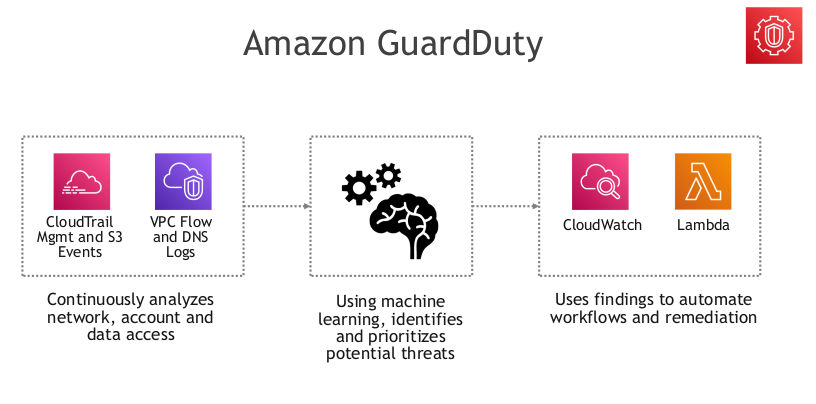 Amazon GuardDuty
CloudTrail
Mgmt and S3
Events
VPC Flow
and DNS
Logs
CloudWatch
Lambda
Continuously analyzes
network, account and
data access
Using machine
learning, identifies
and prioritizes
potential threats
Uses findings to automate
workflows and remediation